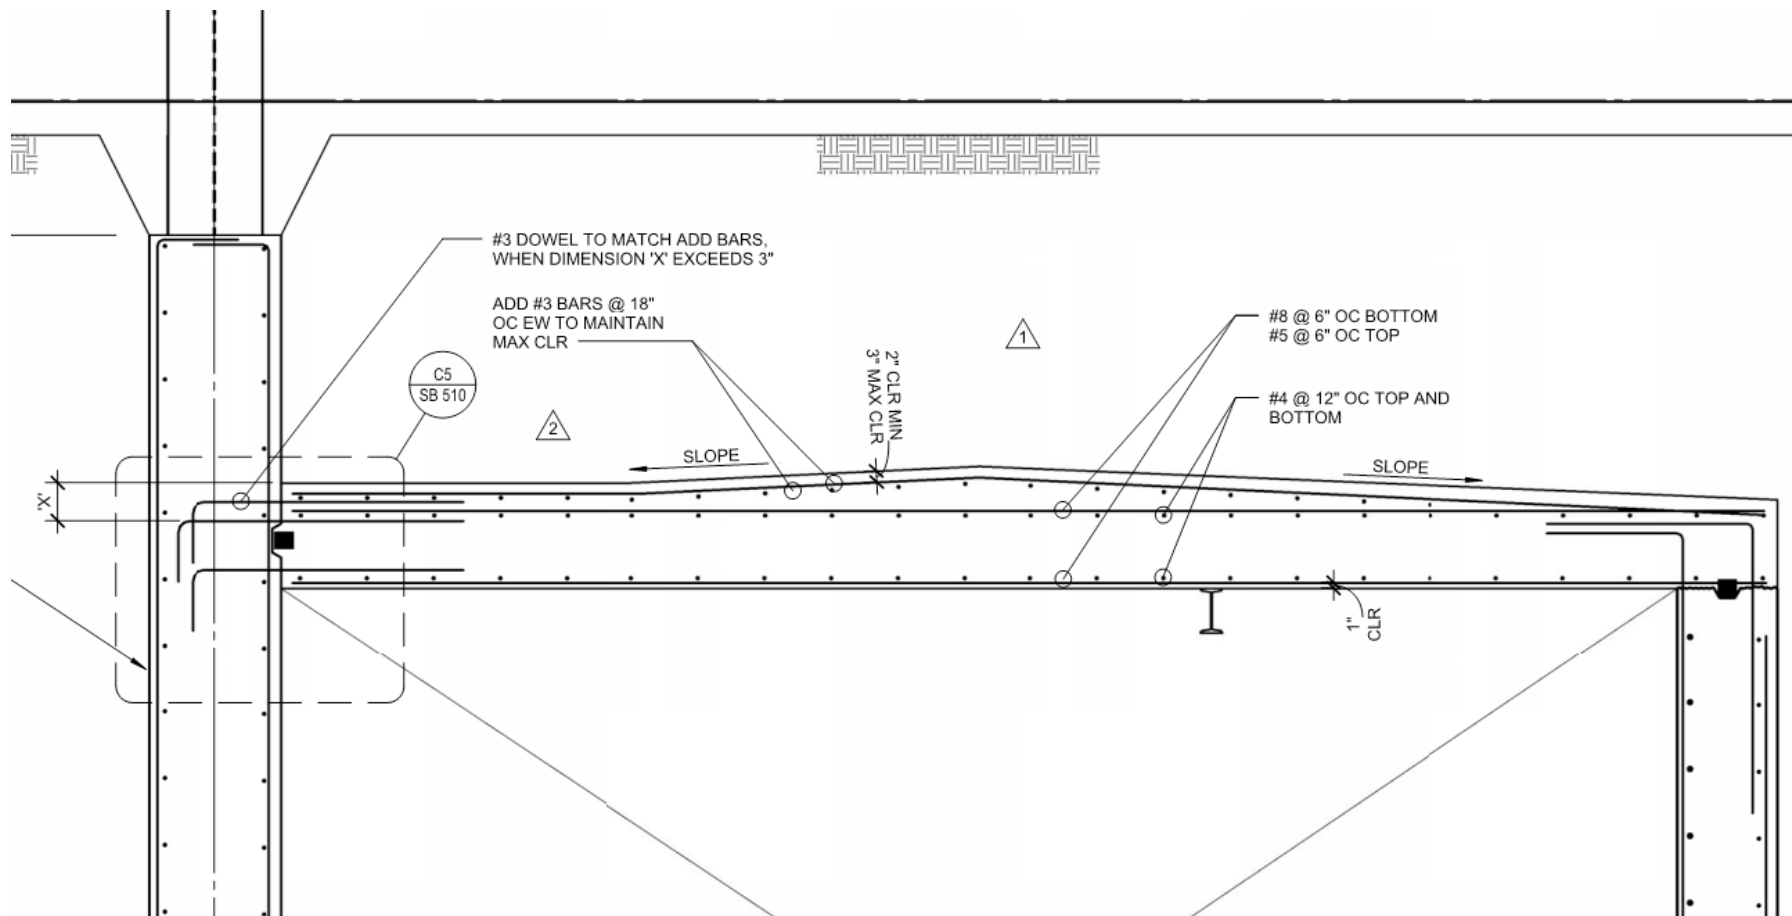 #3 DOWEL TO MATCH ADD BARS,
WHEN DIMENSION 'X' EXCEEDS 3"
ADD #3 BARS @ 18"
OC EW TO MAINTAIN
MAX CLR
C5
SB 510
2
1
2" CLR MIN
3" MAX CLR
#8 @ 6" OC BOTTOM
#5 @ 6" OC TOP
#4 @ 12" OC TOP AND
BOTTOM
SLOPE
SLOPE
'X'
1"
CLR